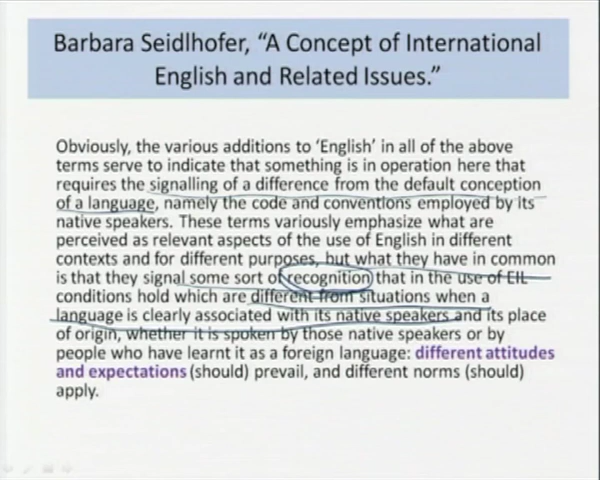 Barbara Seidlhofer, “A Concept of International
English and Related Issues.”
Obviously, the various additions to ‘English’ in all of the above
terms serve to indicate that something is in operation here that
requires the signalling of a difference from the default conception
of a language, namely the code and conventions employed by its
native speakers. These terms variously emphasize what are
perceived as relevant aspects of the use of English in different
contexts and for different purposes, but what they have in common
is that they signal some sort of recognition that in the use of EIL
conditions hold which are different from situations when a
language is clearly associated with its native speakers and its place
of origin, whether it is spoken by those native speakers or by
people who have learnt it as a foreign language: different attitudes
and expectations (should) prevail, and different norms (should)
apply.